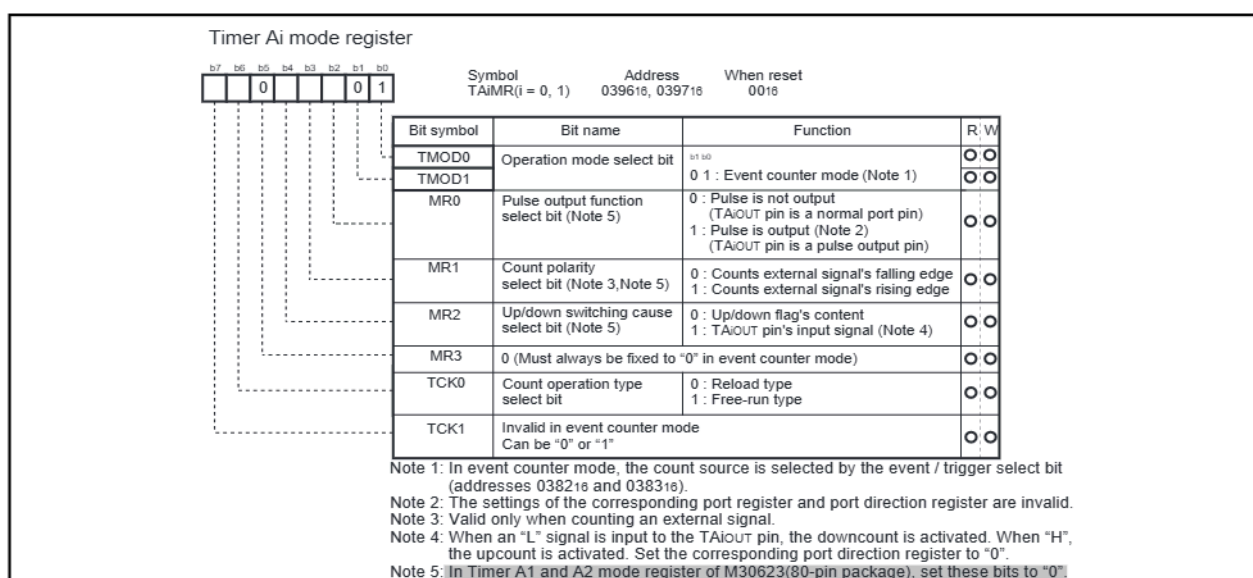 Timer Ai mode register
b7 b6 b5 b4 b3 b2 b1 b0
0 0 1
Symbol Address When reset
TAiMR(i = 0, 1) 039616, 039716 0016
Bit symbol Bit name Function R W
TMOD0 Operation mode select bit b1 b0
TMOD1 0 1 : Event counter mode (Note 1)
MR0 Pulse output function 0 : Pulse is not output
select bit (Note 5) (TAiOUT pin is a normal port pin)
1 : Pulse is output (Note 2)
(TAiOUT pin is a pulse output pin)
MR1 Count polarity 0 : Counts external signal's falling edge
select bit (Note 3,Note 5) 1 : Counts external signal's rising edge
MR2 Up/down switching cause 0 : Up/down flag's content
select bit (Note 5) 1 : TAiOUT pin's input signal (Note 4)
MR3 0 (Must always be fixed to “0” in event counter mode)
TCK0 Count operation type 0 : Reload type
select bit 1 : Free-run type
TCK1 Invalid in event counter mode
Can be “0” or “1”
Note 1: In event counter mode, the count source is selected by the event / trigger select bit
(addresses 038216 and 038316).
Note 2: The settings of the corresponding port register and port direction register are invalid.
Note 3: Valid only when counting an external signal.
Note 4: When an “L” signal is input to the TAiOUT pin, the downcount is activated. When “H”,
the upcount is activated. Set the corresponding port direction register to “0”.
Note 5: In Timer A1 and A2 mode register of M30623(80-pin package), set these bits to “0”.